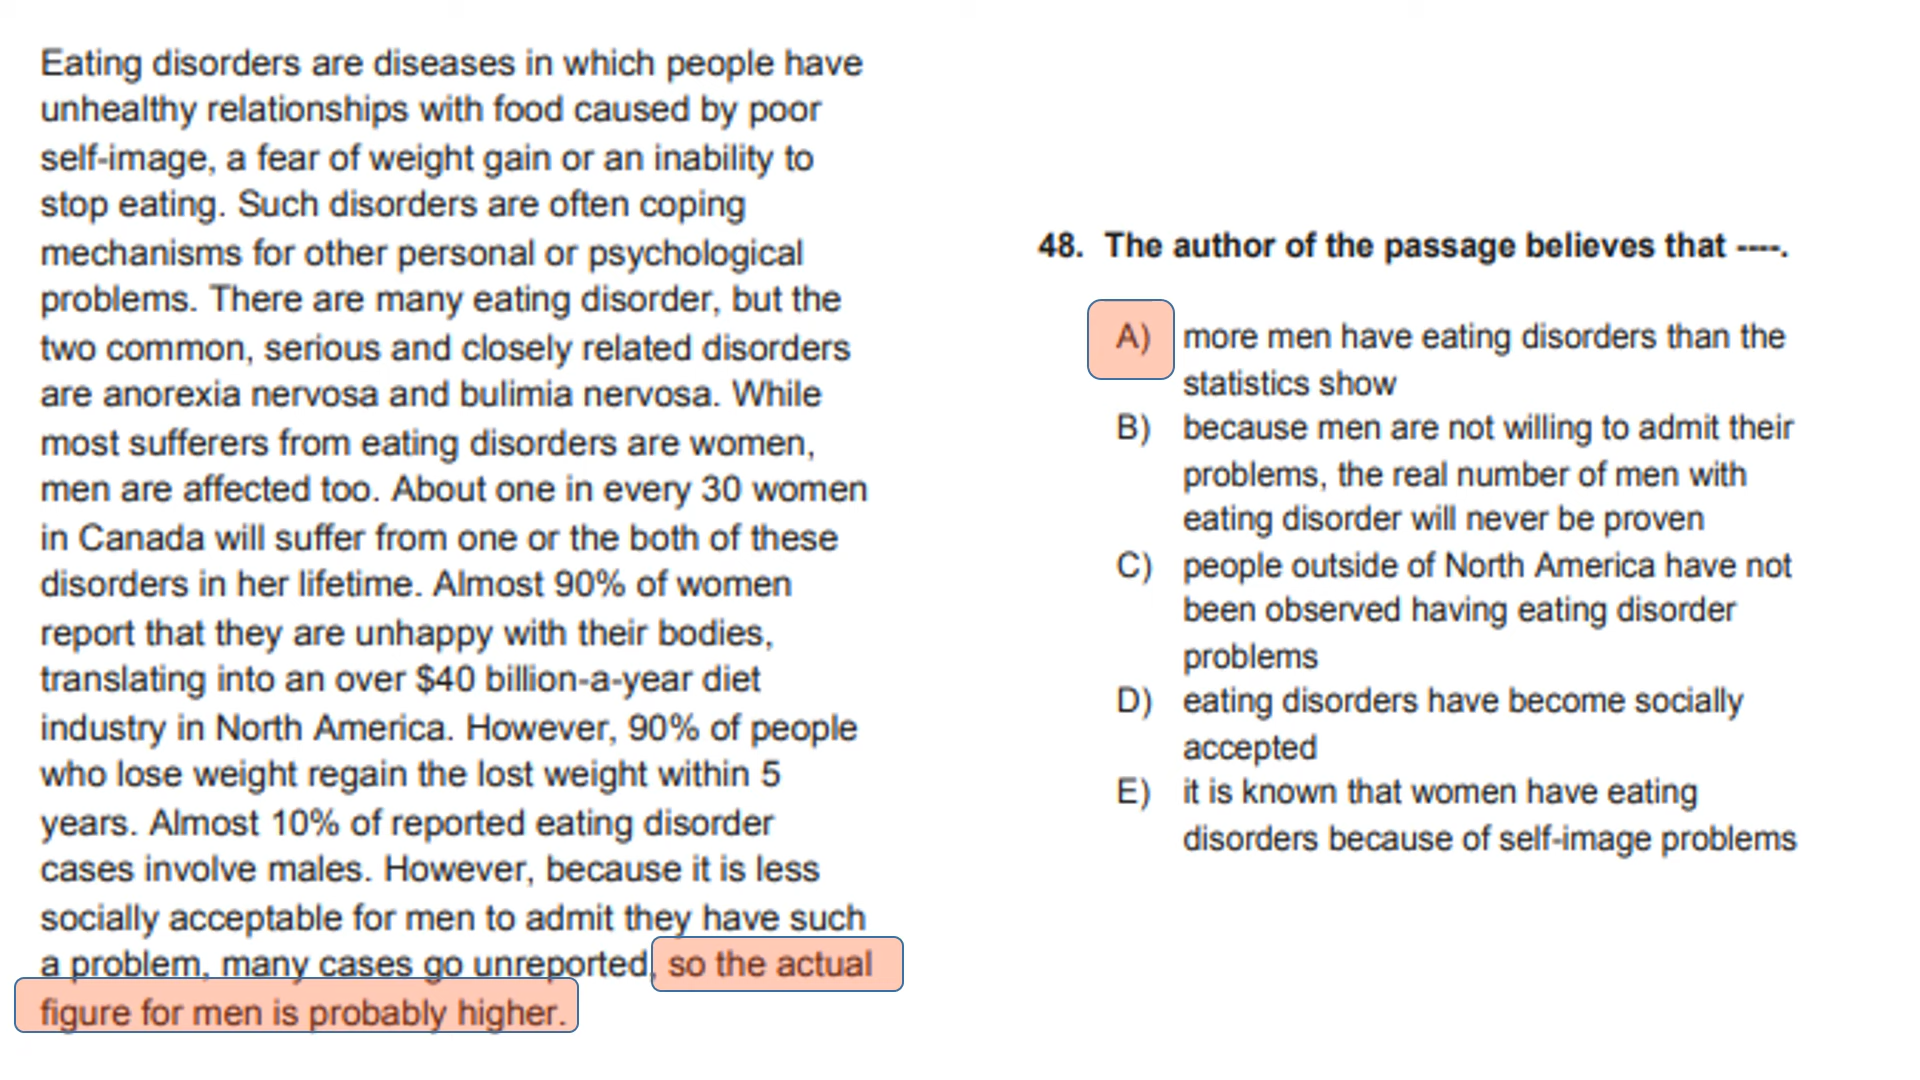 Eating disorders are diseases in which people have
unhealthy relationships with food caused by poor
self-image, a fear of weight gain or an inability to
stop eating. Such disorders are often coping
mechanisms for other personal or psychological
problems. There are many eating disorder, but the
two common, serious and closely related disorders
are anorexia nervosa and bulimia nervosa. While
most sufferers from eating disorders are women,
men are affected too. About one in every 30 women
in Canada will suffer from one or the both of these
disorders in her lifetime. Almost 90% of women
report that they are unhappy with their bodies,
translating into an over $40 billion-a-year diet
industry in North America. However, 90% of people
who lose weight regain the lost weight within 5
years. Almost 10% of reported eating disorder
cases involve males. However, because it is less
socially acceptable for men to admit they have such
a problem, many cases go unreported, so the actual
figure for men is probably higher.
48. The author of the passage believes that ----.
A) more men have eating disorders than the
statistics show
B) because men are not willing to admit their
problems, the real number of men with
eating disorder will never be proven
C) people outside of North America have not
been observed having eating disorder
problems
D) eating disorders have become socially
accepted
E) it is known that women have eating
disorders because of self-image problems